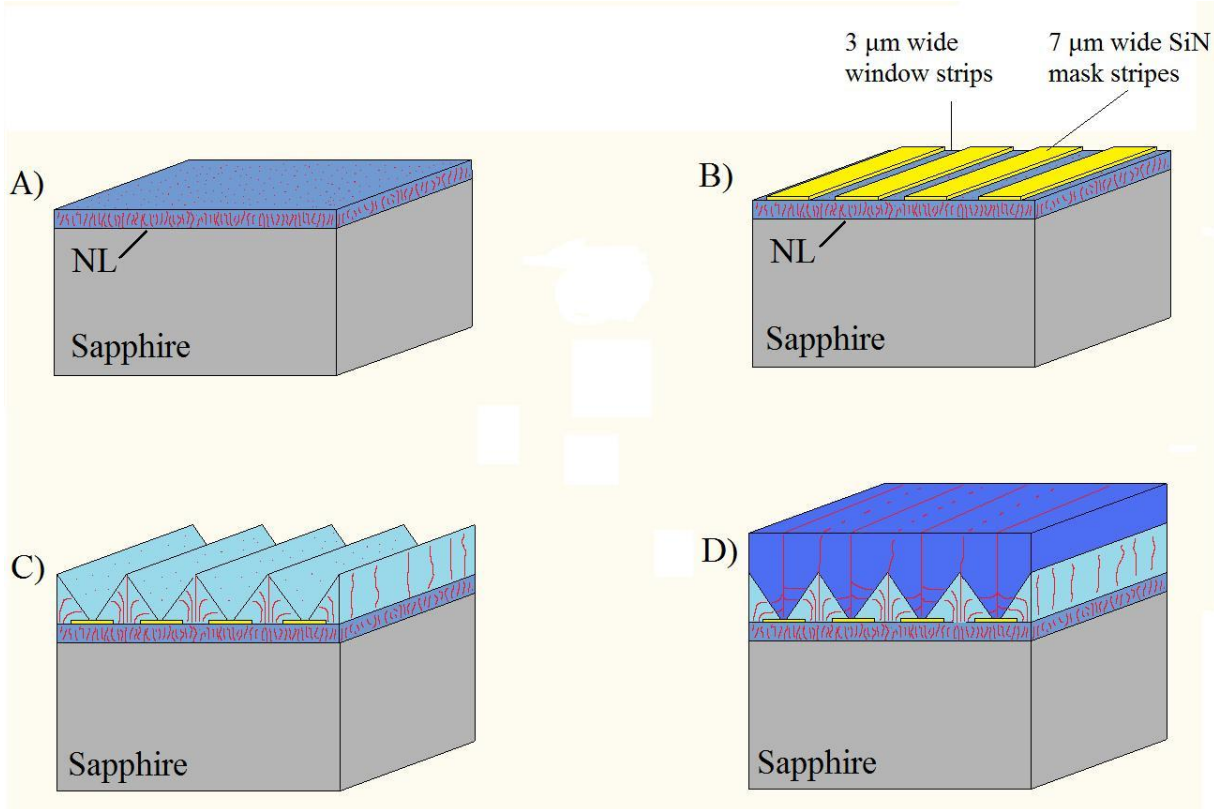 3 μm wide
window strips
7 μm wide SiN
mask stripes
A)
NL
Sapphire
B)
NL
Sapphire
C)
Sapphire
D)
Sapphire